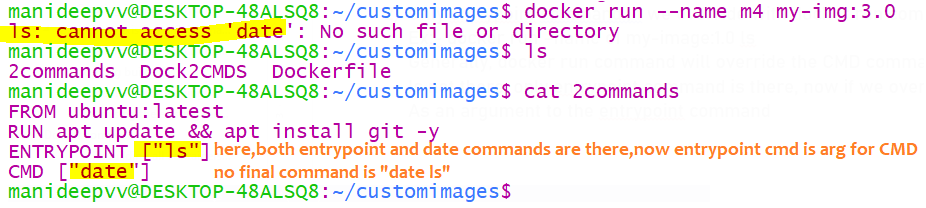 manideepvv@DESKTOP-48ALSQ8:~/customimages$ docker run --name m4 my-img:3.0
ls: cannot access 'date': No such file or directory
manideepvv@DESKTOP-48ALSQ8:~/customimages$ ls
2commands  Dock2CMDS  Dockerfile
manideepvv@DESKTOP-48ALSQ8:~/customimages$ cat 2commands
FROM ubuntu:latest
RUN apt update && apt install git -y
ENTRYPOINT ["ls"] here,both entrypoint and date commands are there,now entrypoint cmd is arg for CMD
CMD ["date"] no final command is "date ls"
manideepvv@DESKTOP-48ALSQ8:~/customimages$